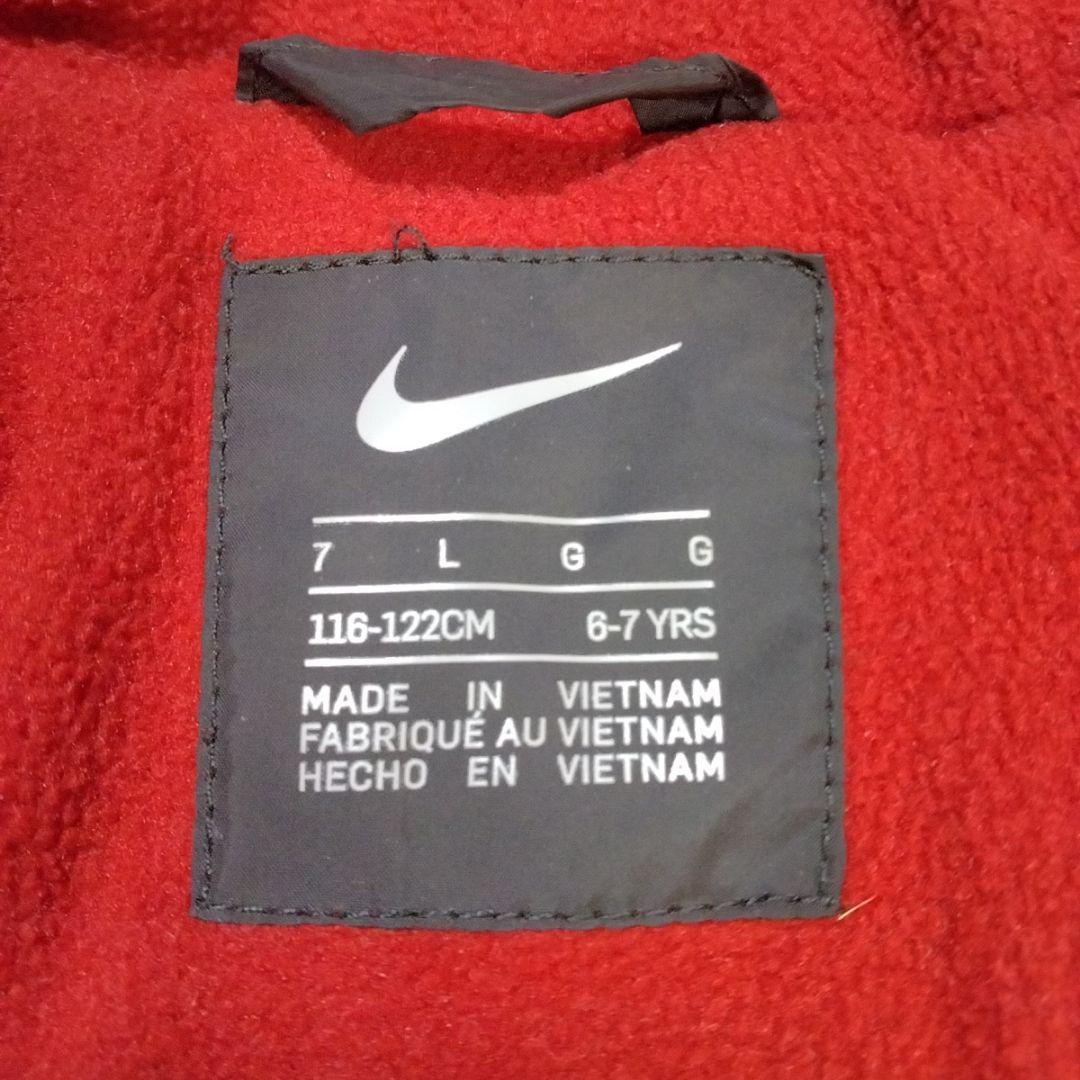 7 L G G
116-122CM 6-7 YRS
MADE IN VIETNAM
FABRIQUÉ AU VIETNAM
HECHO EN VIETNAM